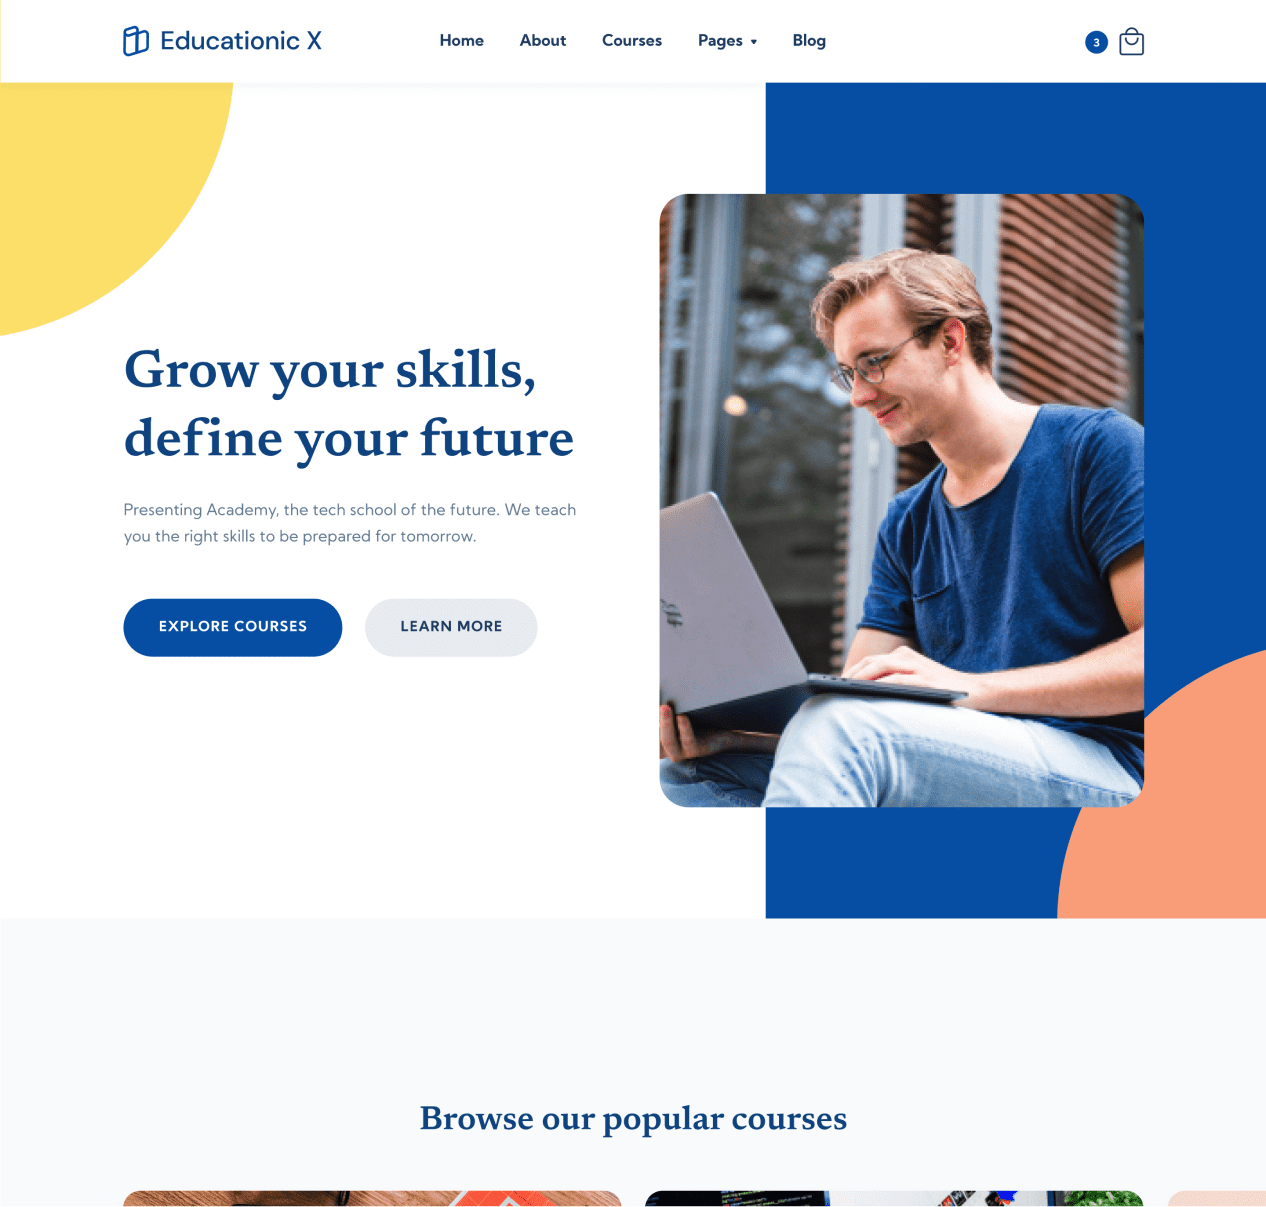 Educationic X
Home About Courses Pages Blog
3
Grow your skills,
define your future
Presenting Academy, the tech school of the future. We teach
you the right skills to be prepared for tomorrow.
EXPLORE COURSES
LEARN MORE
Browse our popular courses